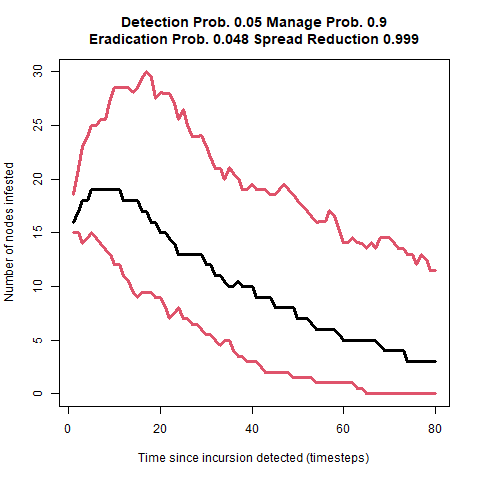 Detection Prob. 0.05 Manage Prob. 0.9
Eradication Prob. 0.048 Spread Reduction 0.999
Number of nodes infested
30
25
20
15
10
5
0
0 20 40 60 80
Time since incursion detected (timesteps)